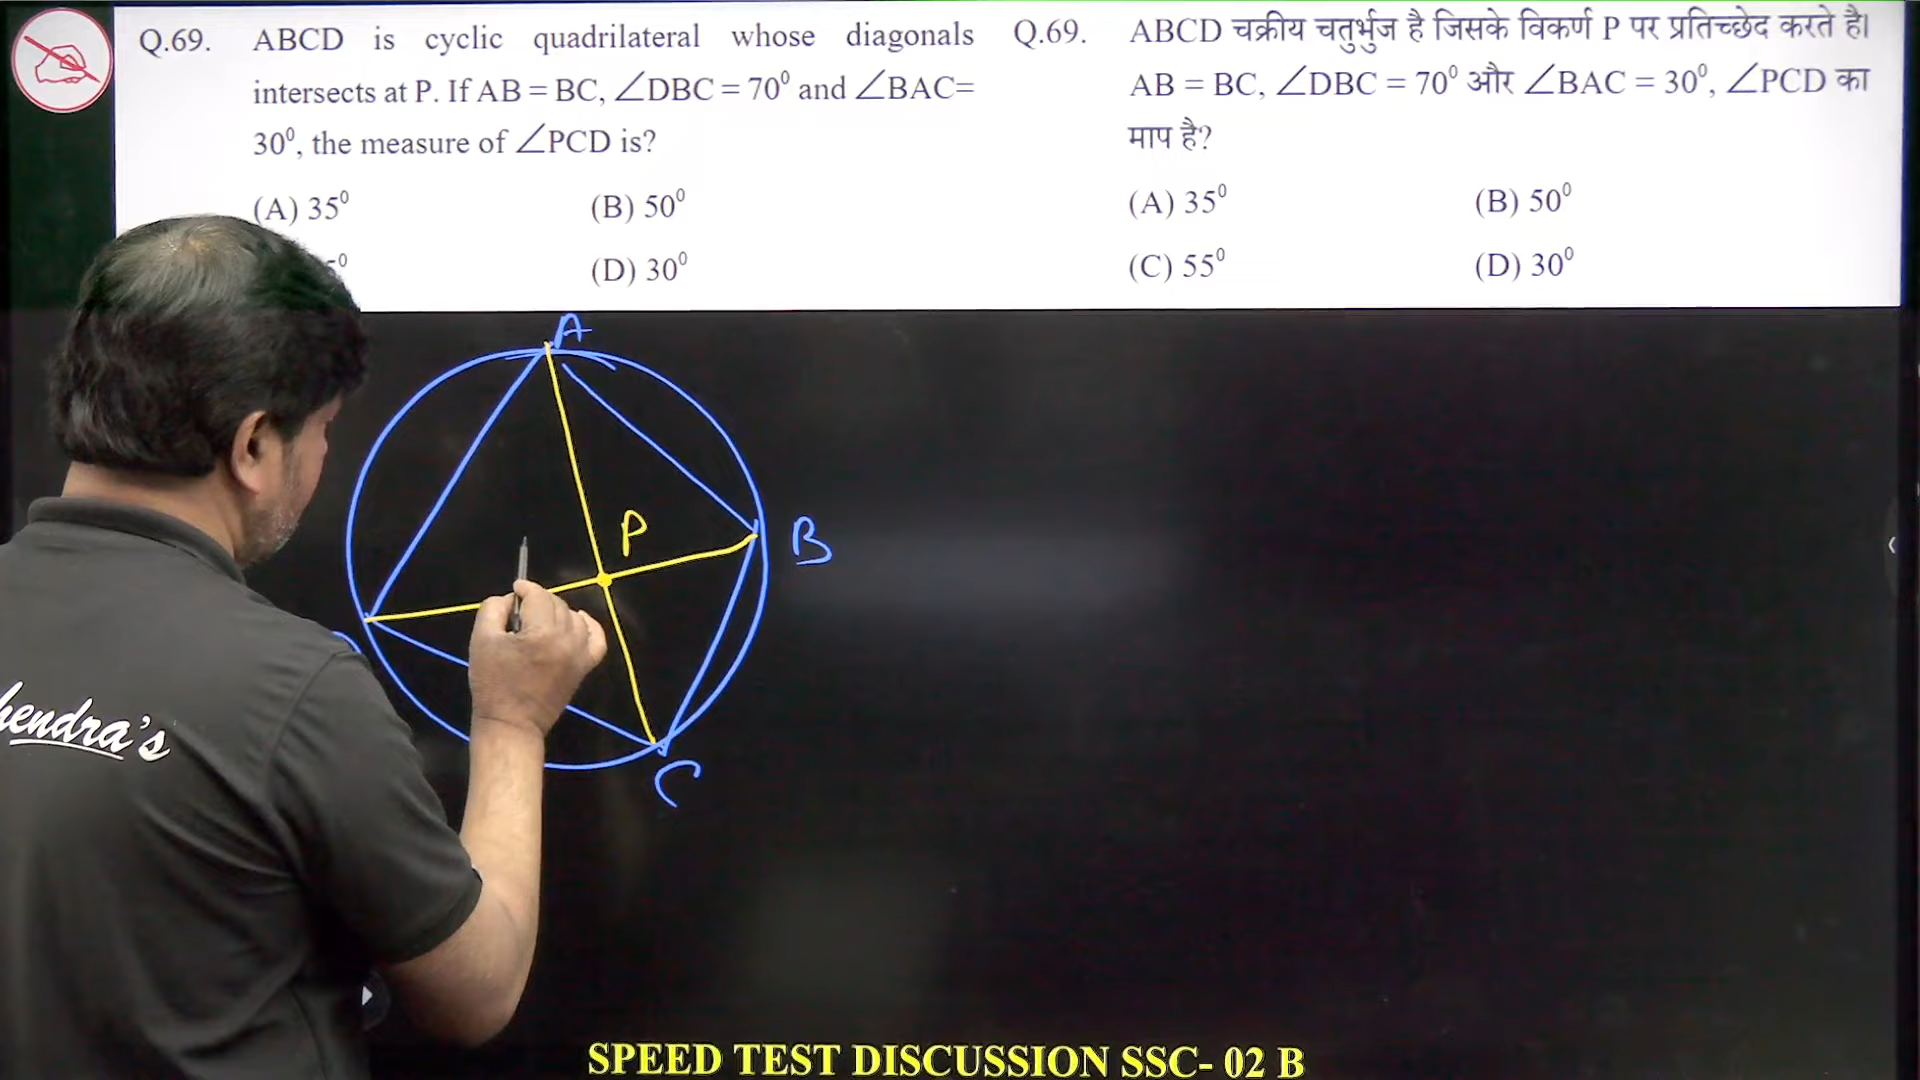 Q.69. ABCD is cyclic quadrilateral whose diagonals
intersects at P. If AB = BC, ∠DBC = 70⁰ and ∠BAC=
30⁰, the measure of ∠PCD is?
(A) 35⁰ (B) 50⁰
(D) 30⁰
Q.69. ABCD चक्रीय चतुर्भुज है जिसके विकर्ण P पर प्रतिच्छेद करते है।
AB = BC, ∠DBC = 70⁰ और ∠BAC = 30⁰, ∠PCD का
माप है?
(A) 35⁰ (B) 50⁰
(C) 55⁰ (D) 30⁰
A
P
B
C
hendra's
SPEED TEST DISCUSSION SSC- 02 B